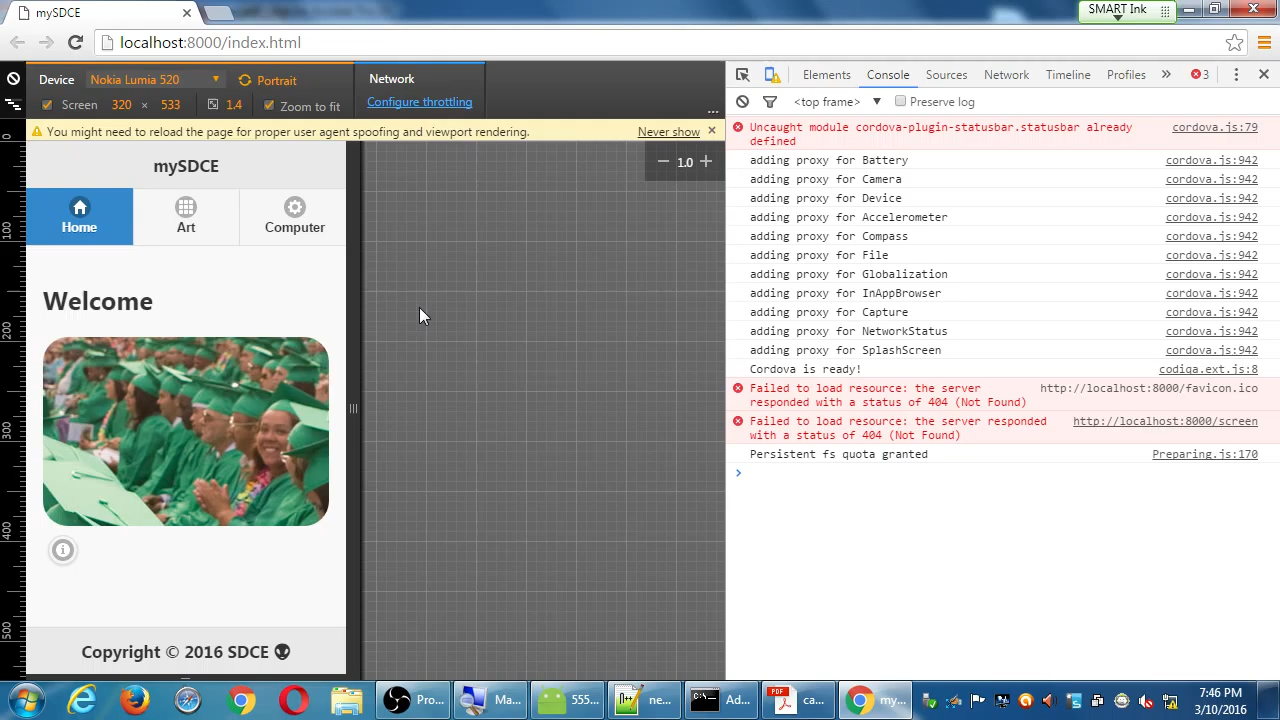 mySDCE
SMART Ink
localhost:8000/index.html
Device Nokia Lumia 520 Portrait
Screen 320 × 533 1.4 Zoom to fit
Network
Configure throttling
...
You might need to reload the page for proper user agent spoofing and viewport rendering. Never show
Elements Console Sources Network Timeline Profiles » 3
<top frame> Preserve log
0
100
200
300
400
500
1.0
mySDCE
Home Art Computer
Welcome
Copyright © 2016 SDCE
Uncaught module cordova-plugin-statusbar.statusbar already cordova.js:79
defined
adding proxy for Battery cordova.js:942
adding proxy for Camera cordova.js:942
adding proxy for Device cordova.js:942
adding proxy for Accelerometer cordova.js:942
adding proxy for Compass cordova.js:942
adding proxy for File cordova.js:942
adding proxy for Globalization cordova.js:942
adding proxy for InAppBrowser cordova.js:942
adding proxy for Capture cordova.js:942
adding proxy for NetworkStatus cordova.js:942
adding proxy for SplashScreen cordova.js:942
Cordova is ready! codiqa.ext.js:8
Failed to load resource: the server http://localhost:8000/favicon.ico
responded with a status of 404 (Not Found)
Failed to load resource: the server responded http://localhost:8000/screen
with a status of 404 (Not Found)
Persistent fs quota granted Preparing.js:170
>
Pro... Ma... 555... ne... Ad... ca... my...
7:46 PM
3/10/2016